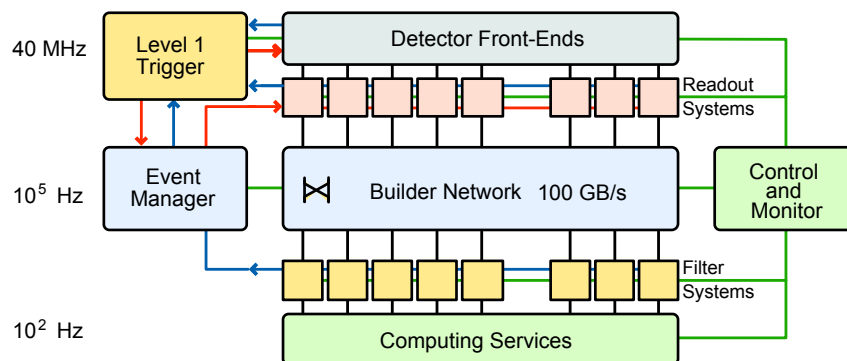 40 MHz
Level 1
Trigger
Detector Front-Ends
Readout
Systems
10⁵ Hz
Event
Manager
Builder Network 100 GB/s
Control
and
Monitor
Filter
Systems
10² Hz
Computing Services